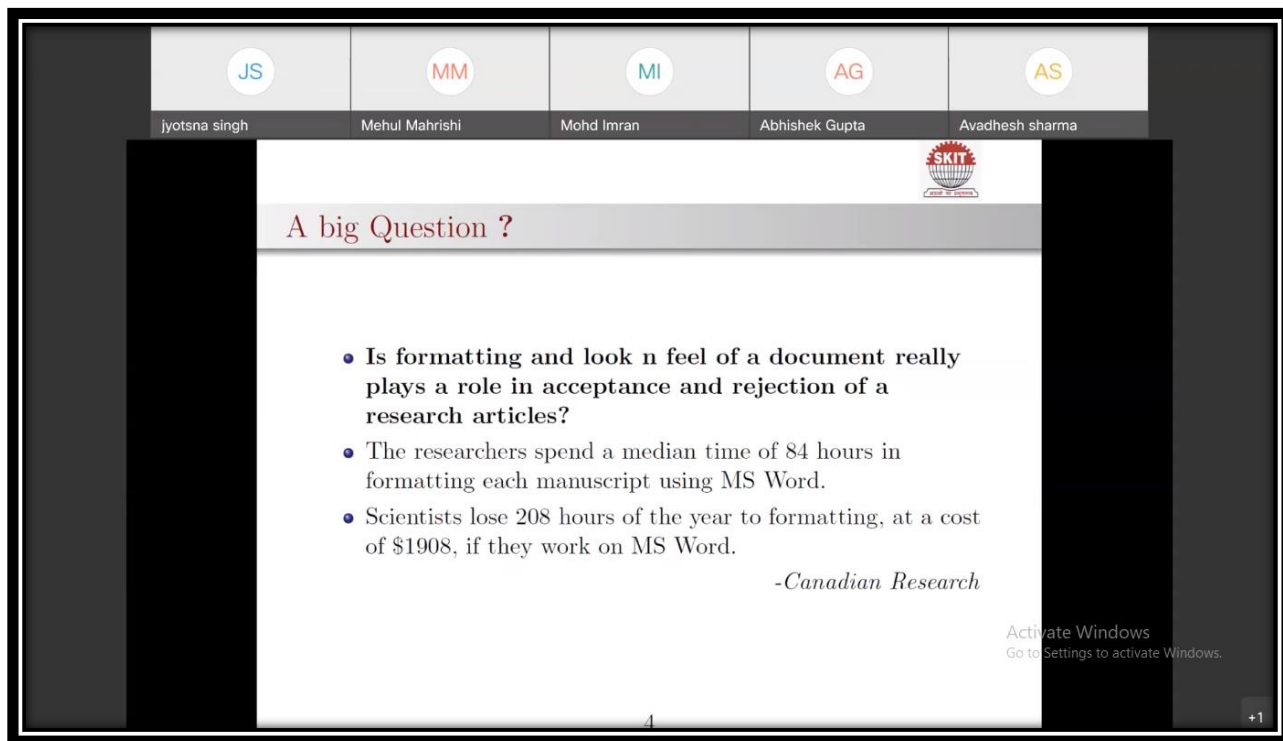 JS
MM
MI
AG
AS
jyotsna singh
Mehul Mahrishi
Mohd Imran
Abhishek Gupta
Avadhesh sharma
SKIT
A big Question ?
Is formatting and look n feel of a document really
plays a role in acceptance and rejection of a
research articles?
The researchers spend a median time of 84 hours in
formatting each manuscript using MS Word.
Scientists lose 208 hours of the year to formatting, at a cost
of $1908, if they work on MS Word.
-Canadian Research
Activate Windows
Go to Settings to activate Windows.
4
+1